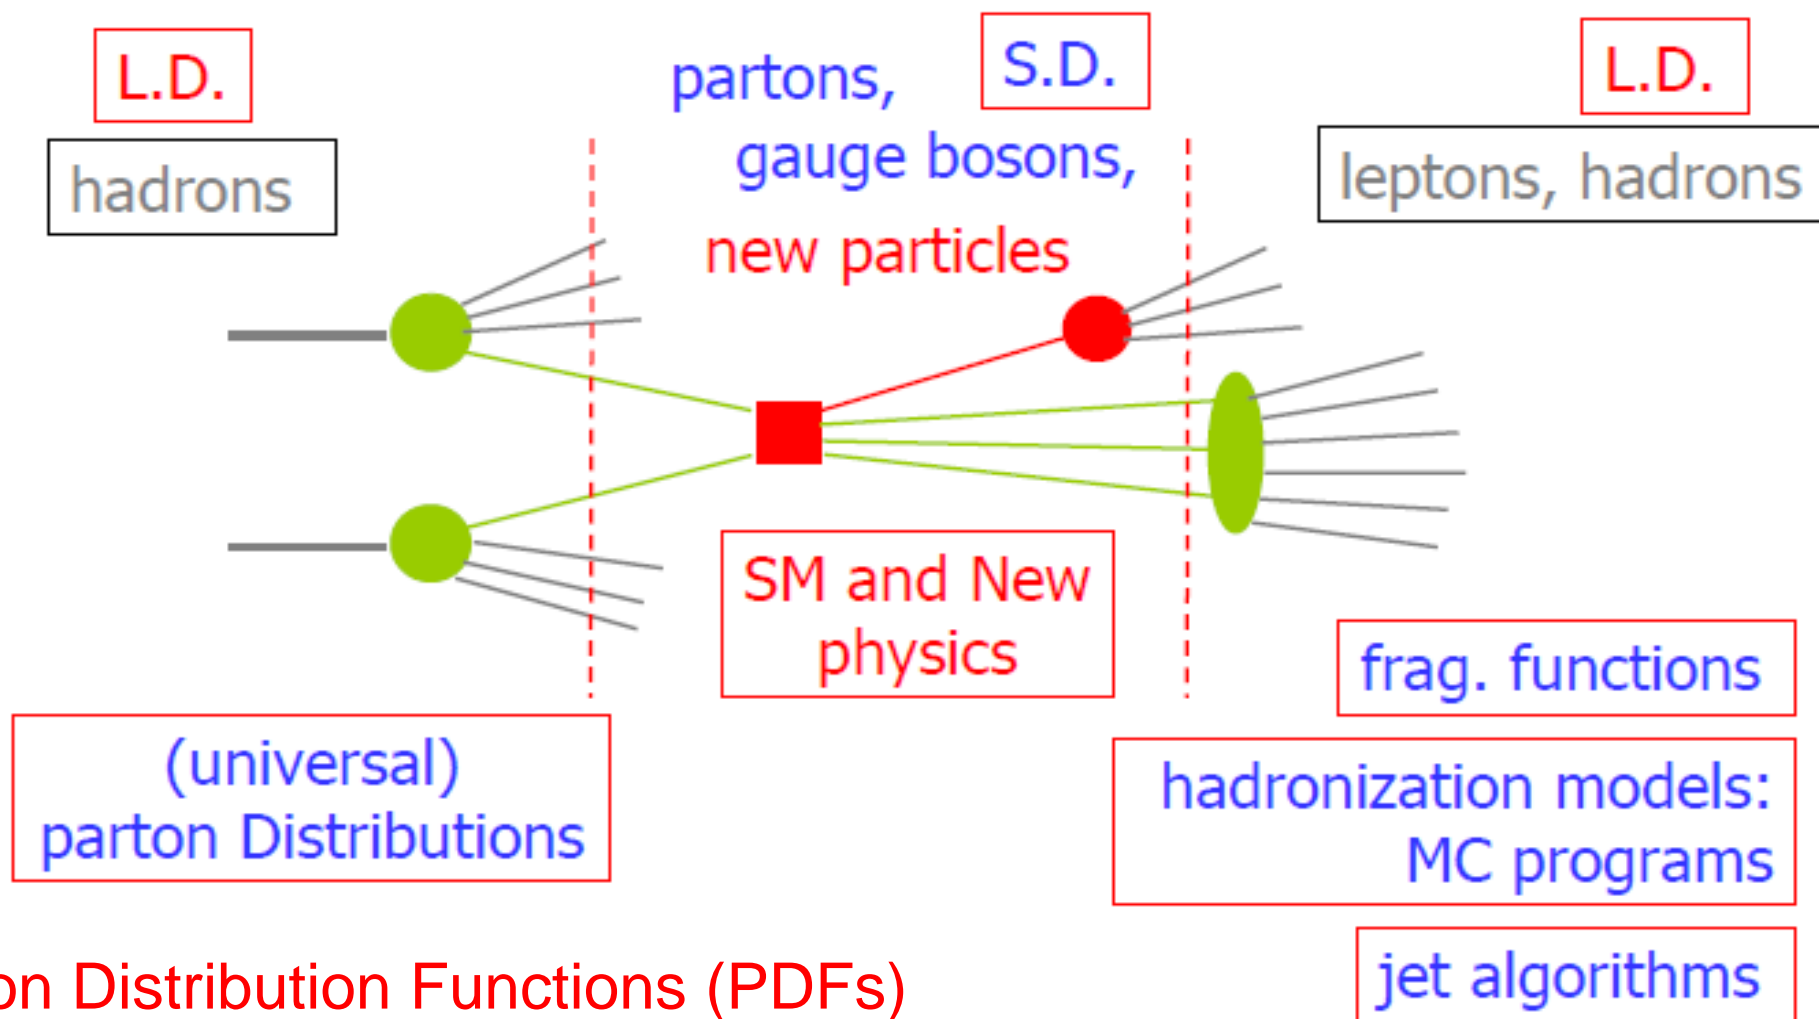 L.D.
hadrons
partons,
S.D.
gauge bosons,
new particles
L.D.
leptons, hadrons
SM and New
physics
(universal)
parton Distributions
frag. functions
hadronization models:
MC programs
jet algorithms
on Distribution Functions (PDFs)